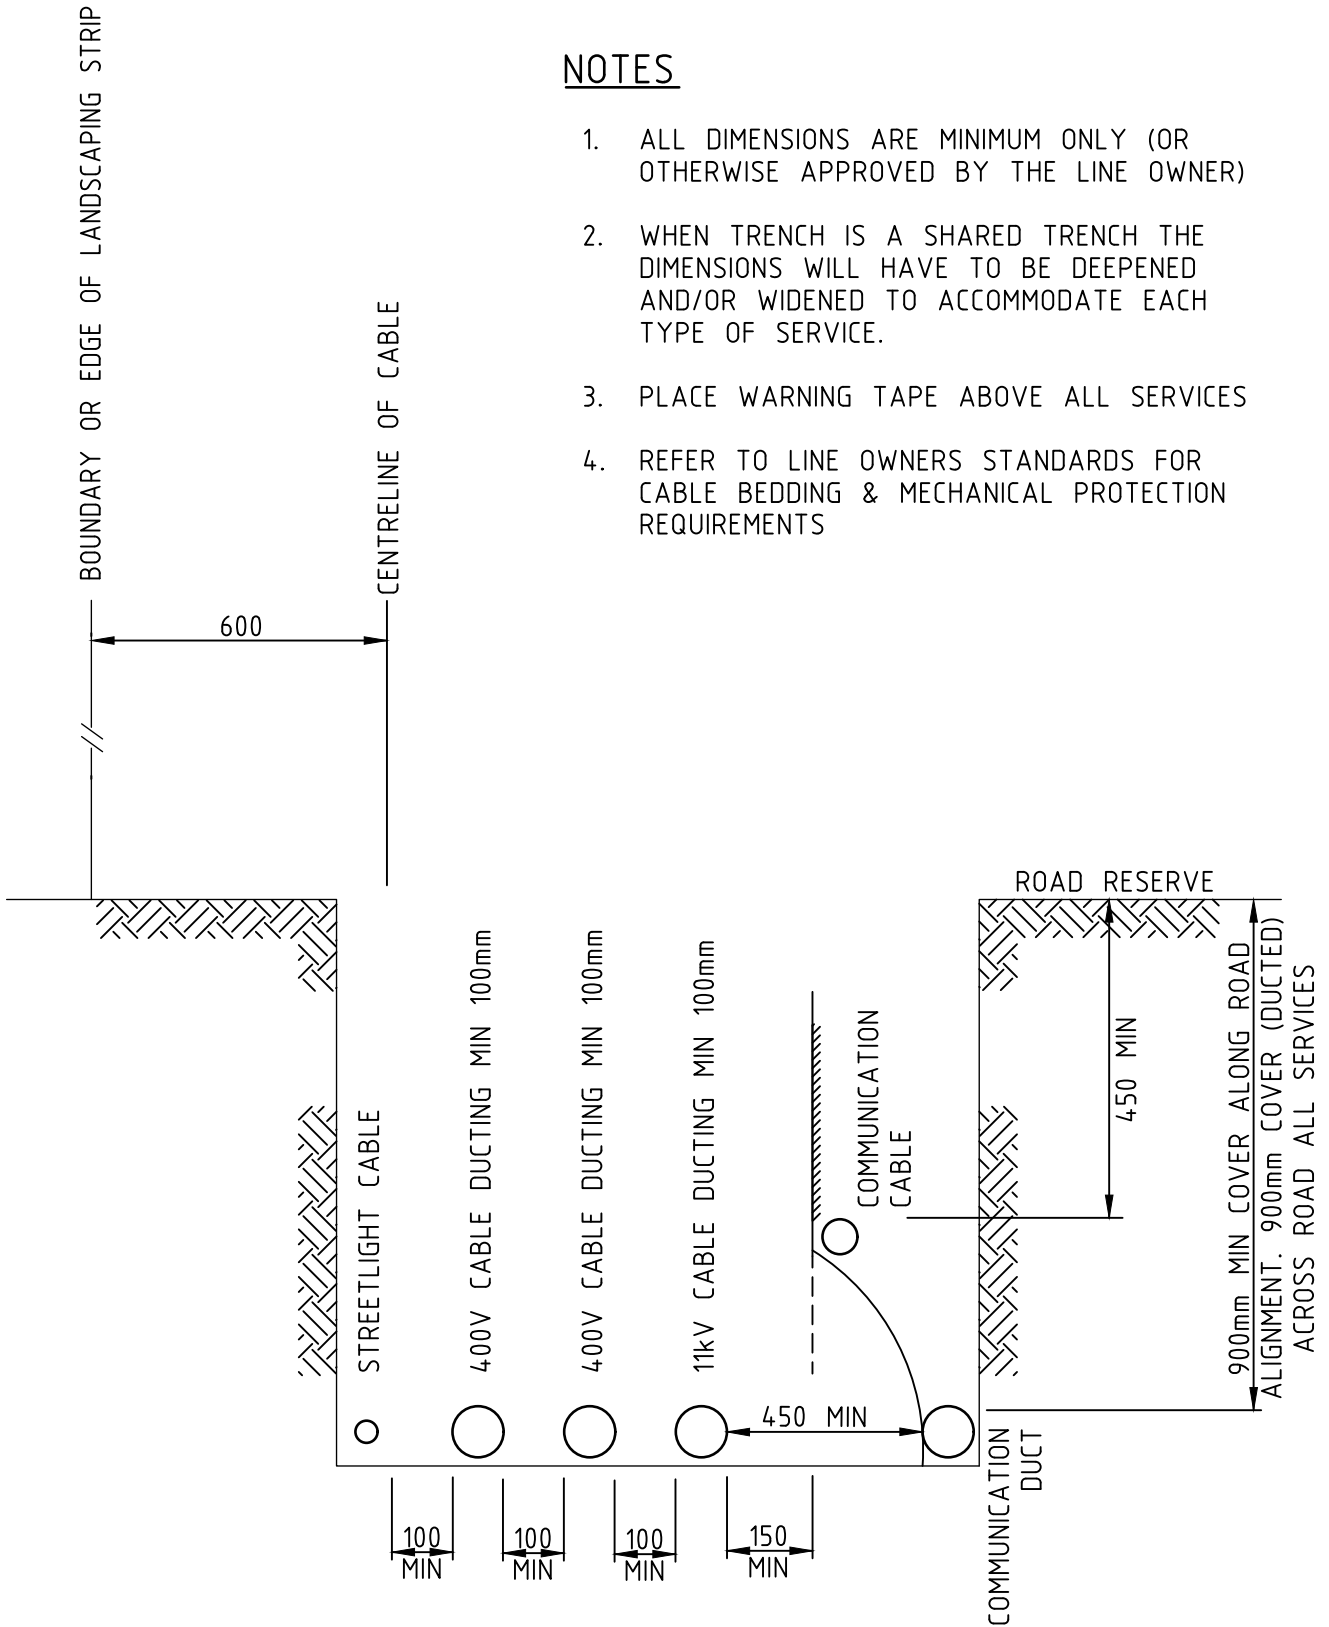 BOUNDARY OR EDGE OF LANDSCAPING STRIP
CENTRELINE OF CABLE
NOTES
1. ALL DIMENSIONS ARE MINIMUM ONLY (OR
OTHERWISE APPROVED BY THE LINE OWNER)
2. WHEN TRENCH IS A SHARED TRENCH THE
DIMENSIONS WILL HAVE TO BE DEEPENED
AND/OR WIDENED TO ACCOMMODATE EACH
TYPE OF SERVICE.
3. PLACE WARNING TAPE ABOVE ALL SERVICES
4. REFER TO LINE OWNERS STANDARDS FOR
CABLE BEDDING & MECHANICAL PROTECTION
REQUIREMENTS
600
ROAD RESERVE
STREETLIGHT CABLE
400V CABLE DUCTING MIN 100mm
400V CABLE DUCTING MIN 100mm
11kV CABLE DUCTING MIN 100mm
COMMUNICATION
CABLE
450 MIN
900mm MIN COVER ALONG ROAD
ALIGNMENT. 900mm COVER (DUCTED)
ACROSS ROAD ALL SERVICES
450 MIN
COMMUNICATION
DUCT
100
MIN
100
MIN
100
MIN
150
MIN